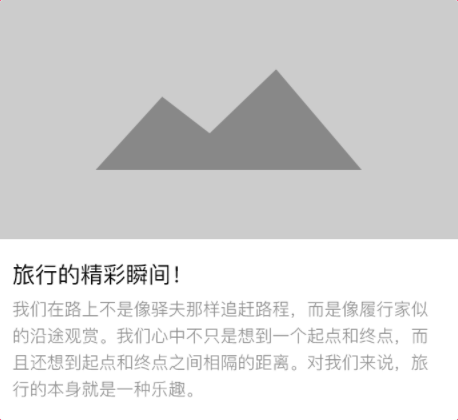 旅行的精彩瞬间！
我们在路上不是像驿夫那样追赶路程，而是像履行家似
的沿途观赏。我们心中不只是想到一个起点和终点，而
且还想到起点和终点之间相隔的距离。对我们来说，旅
行的本身就是一种乐趣。